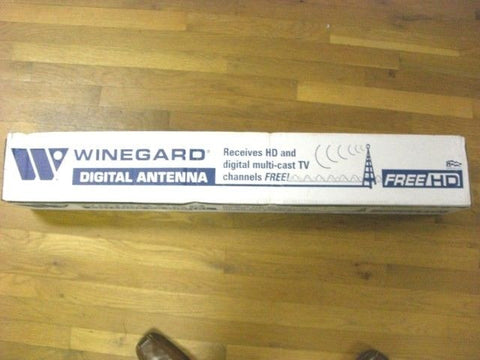 WINEGARD
DIGITAL ANTENNA
Receives HD and
digital multi-cast TV
channels FREE!
FREE/HD